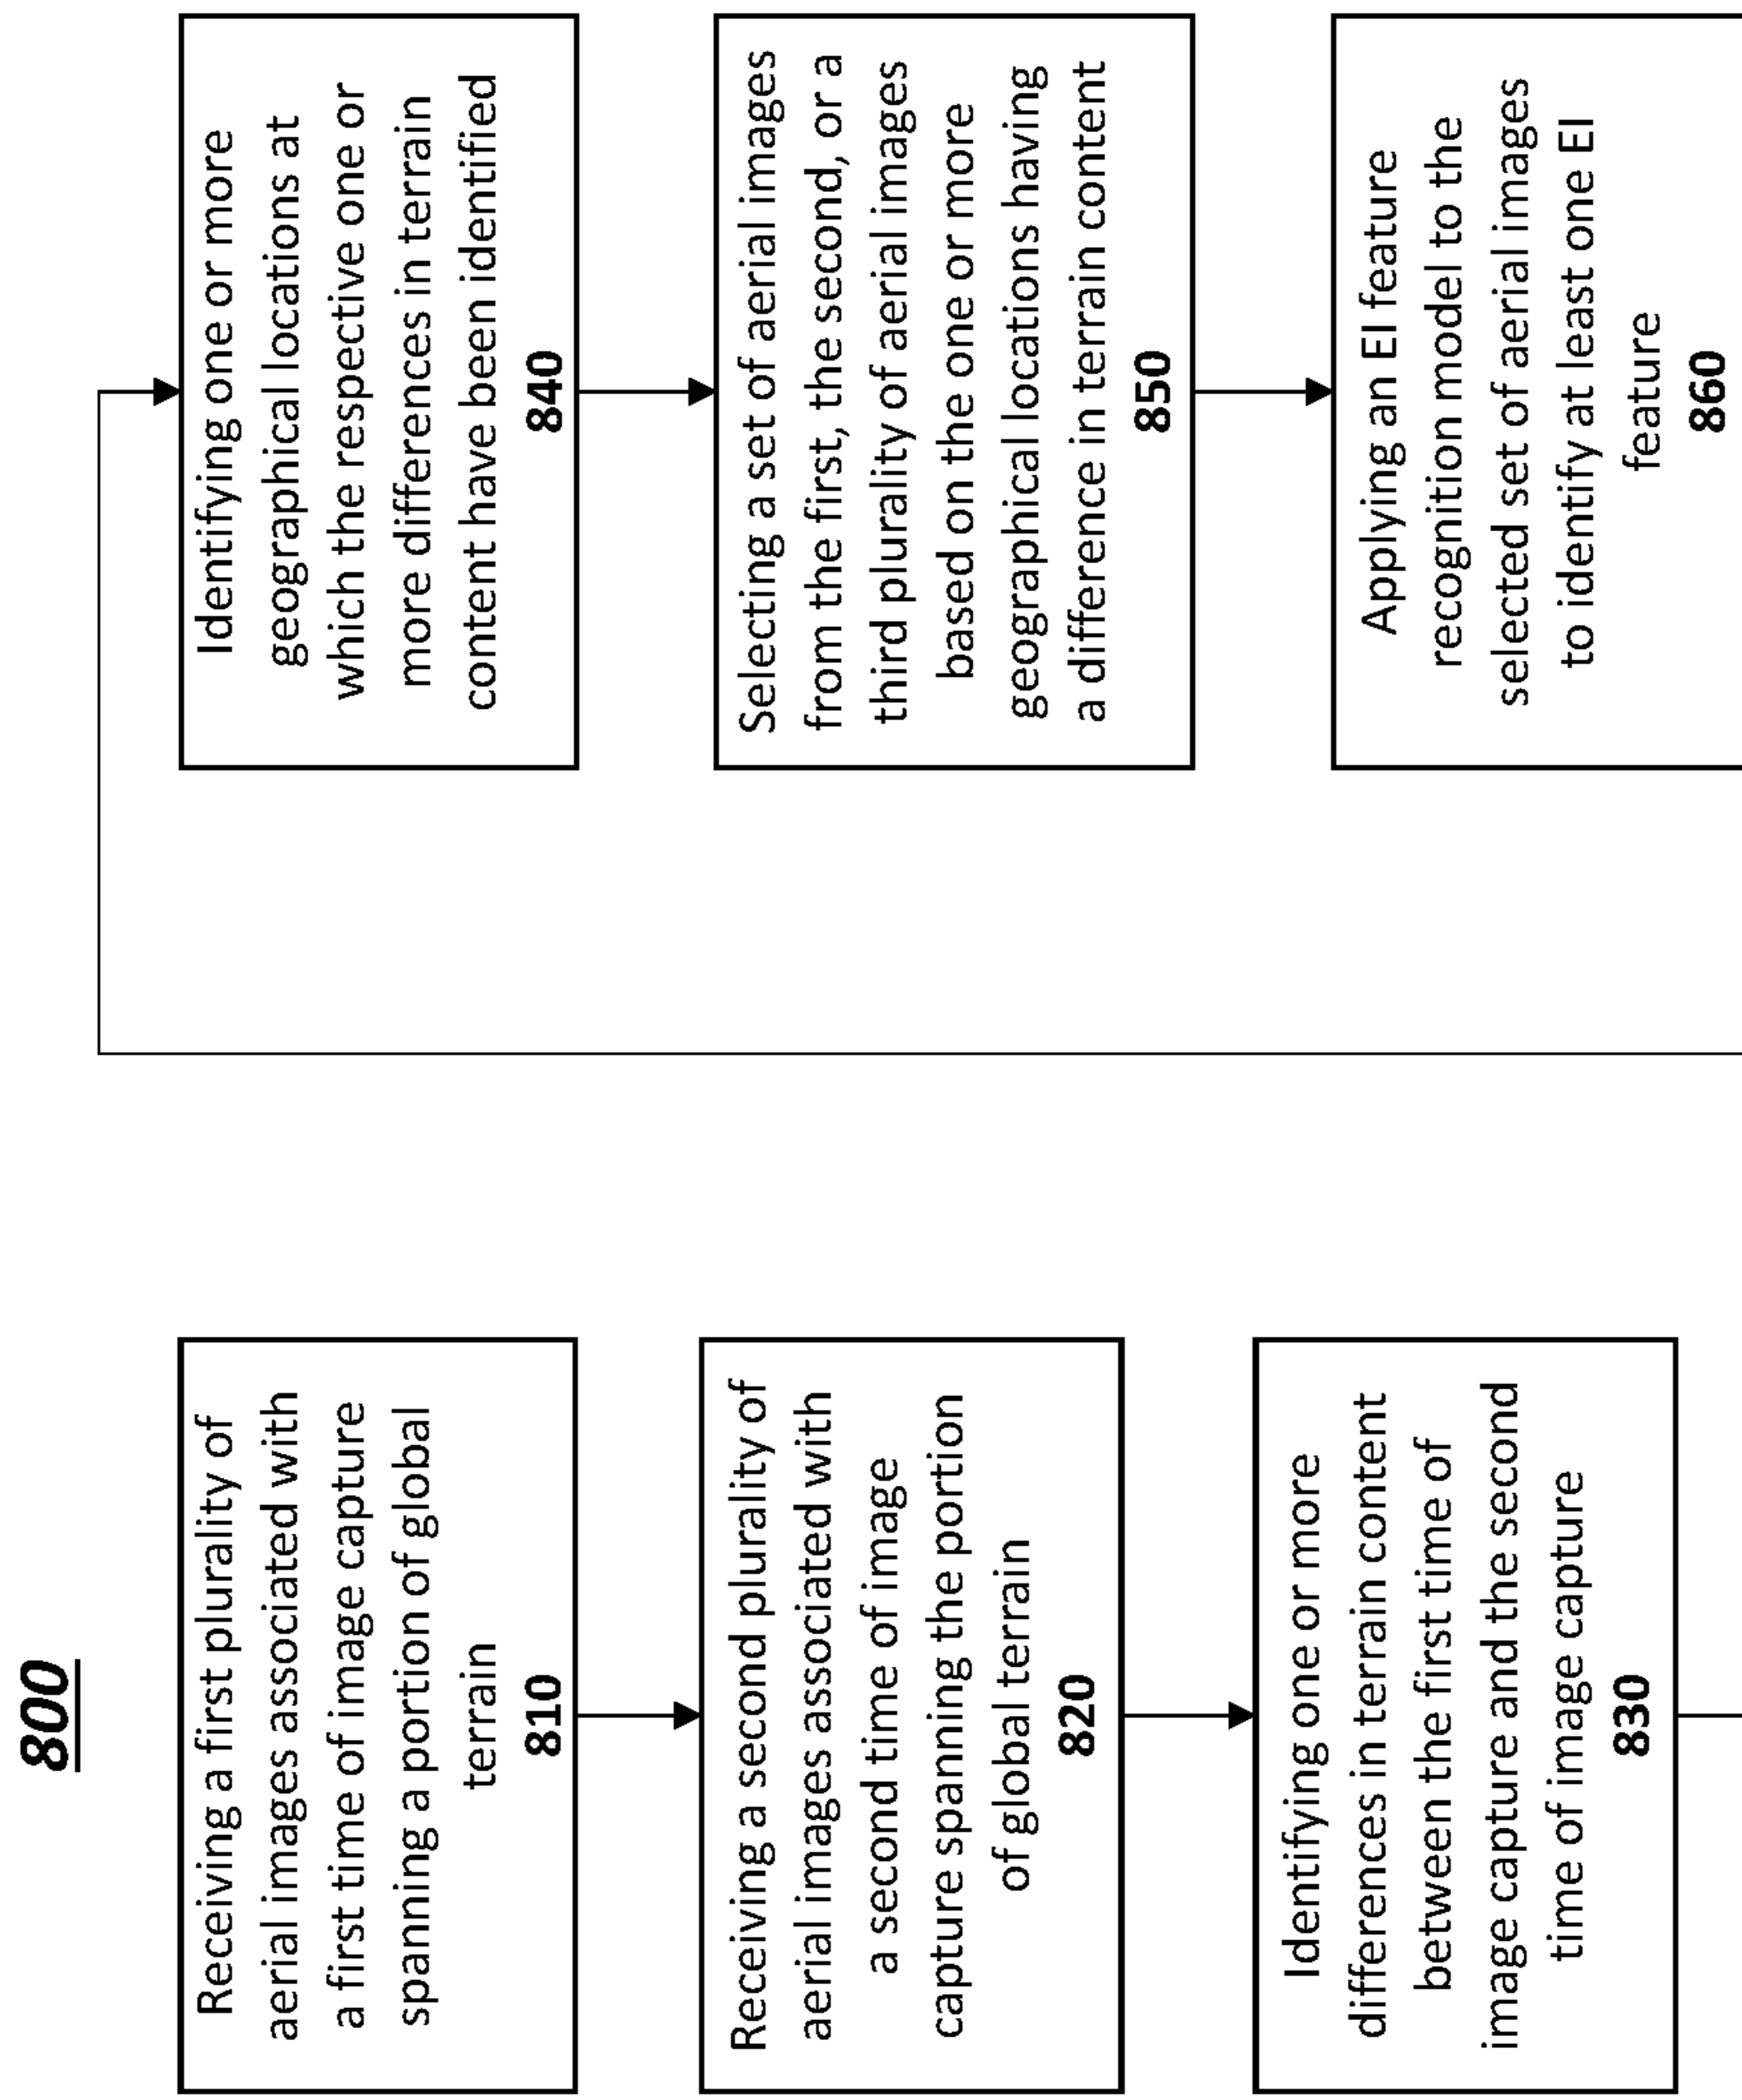 800
Receiving a first plurality of
aerial images associated with
a first time of image capture
spanning a portion of global
terrain
810
Receiving a second plurality of
aerial images associated with
a second time of image
capture spanning the portion
of global terrain
820
Identifying one or more
differences in terrain content
between the first time of
image capture and the second
time of image capture
830
Identifying one or more
geographical locations at
which the respective one or
more differences in terrain
content have been identified
840
Selecting a set of aerial images
from the first, the second, or a
third plurality of aerial images
based on the one or more
geographical locations having
a difference in terrain content
850
Applying an EI feature
recognition model to the
selected set of aerial images
to identify at least one EI
feature
860